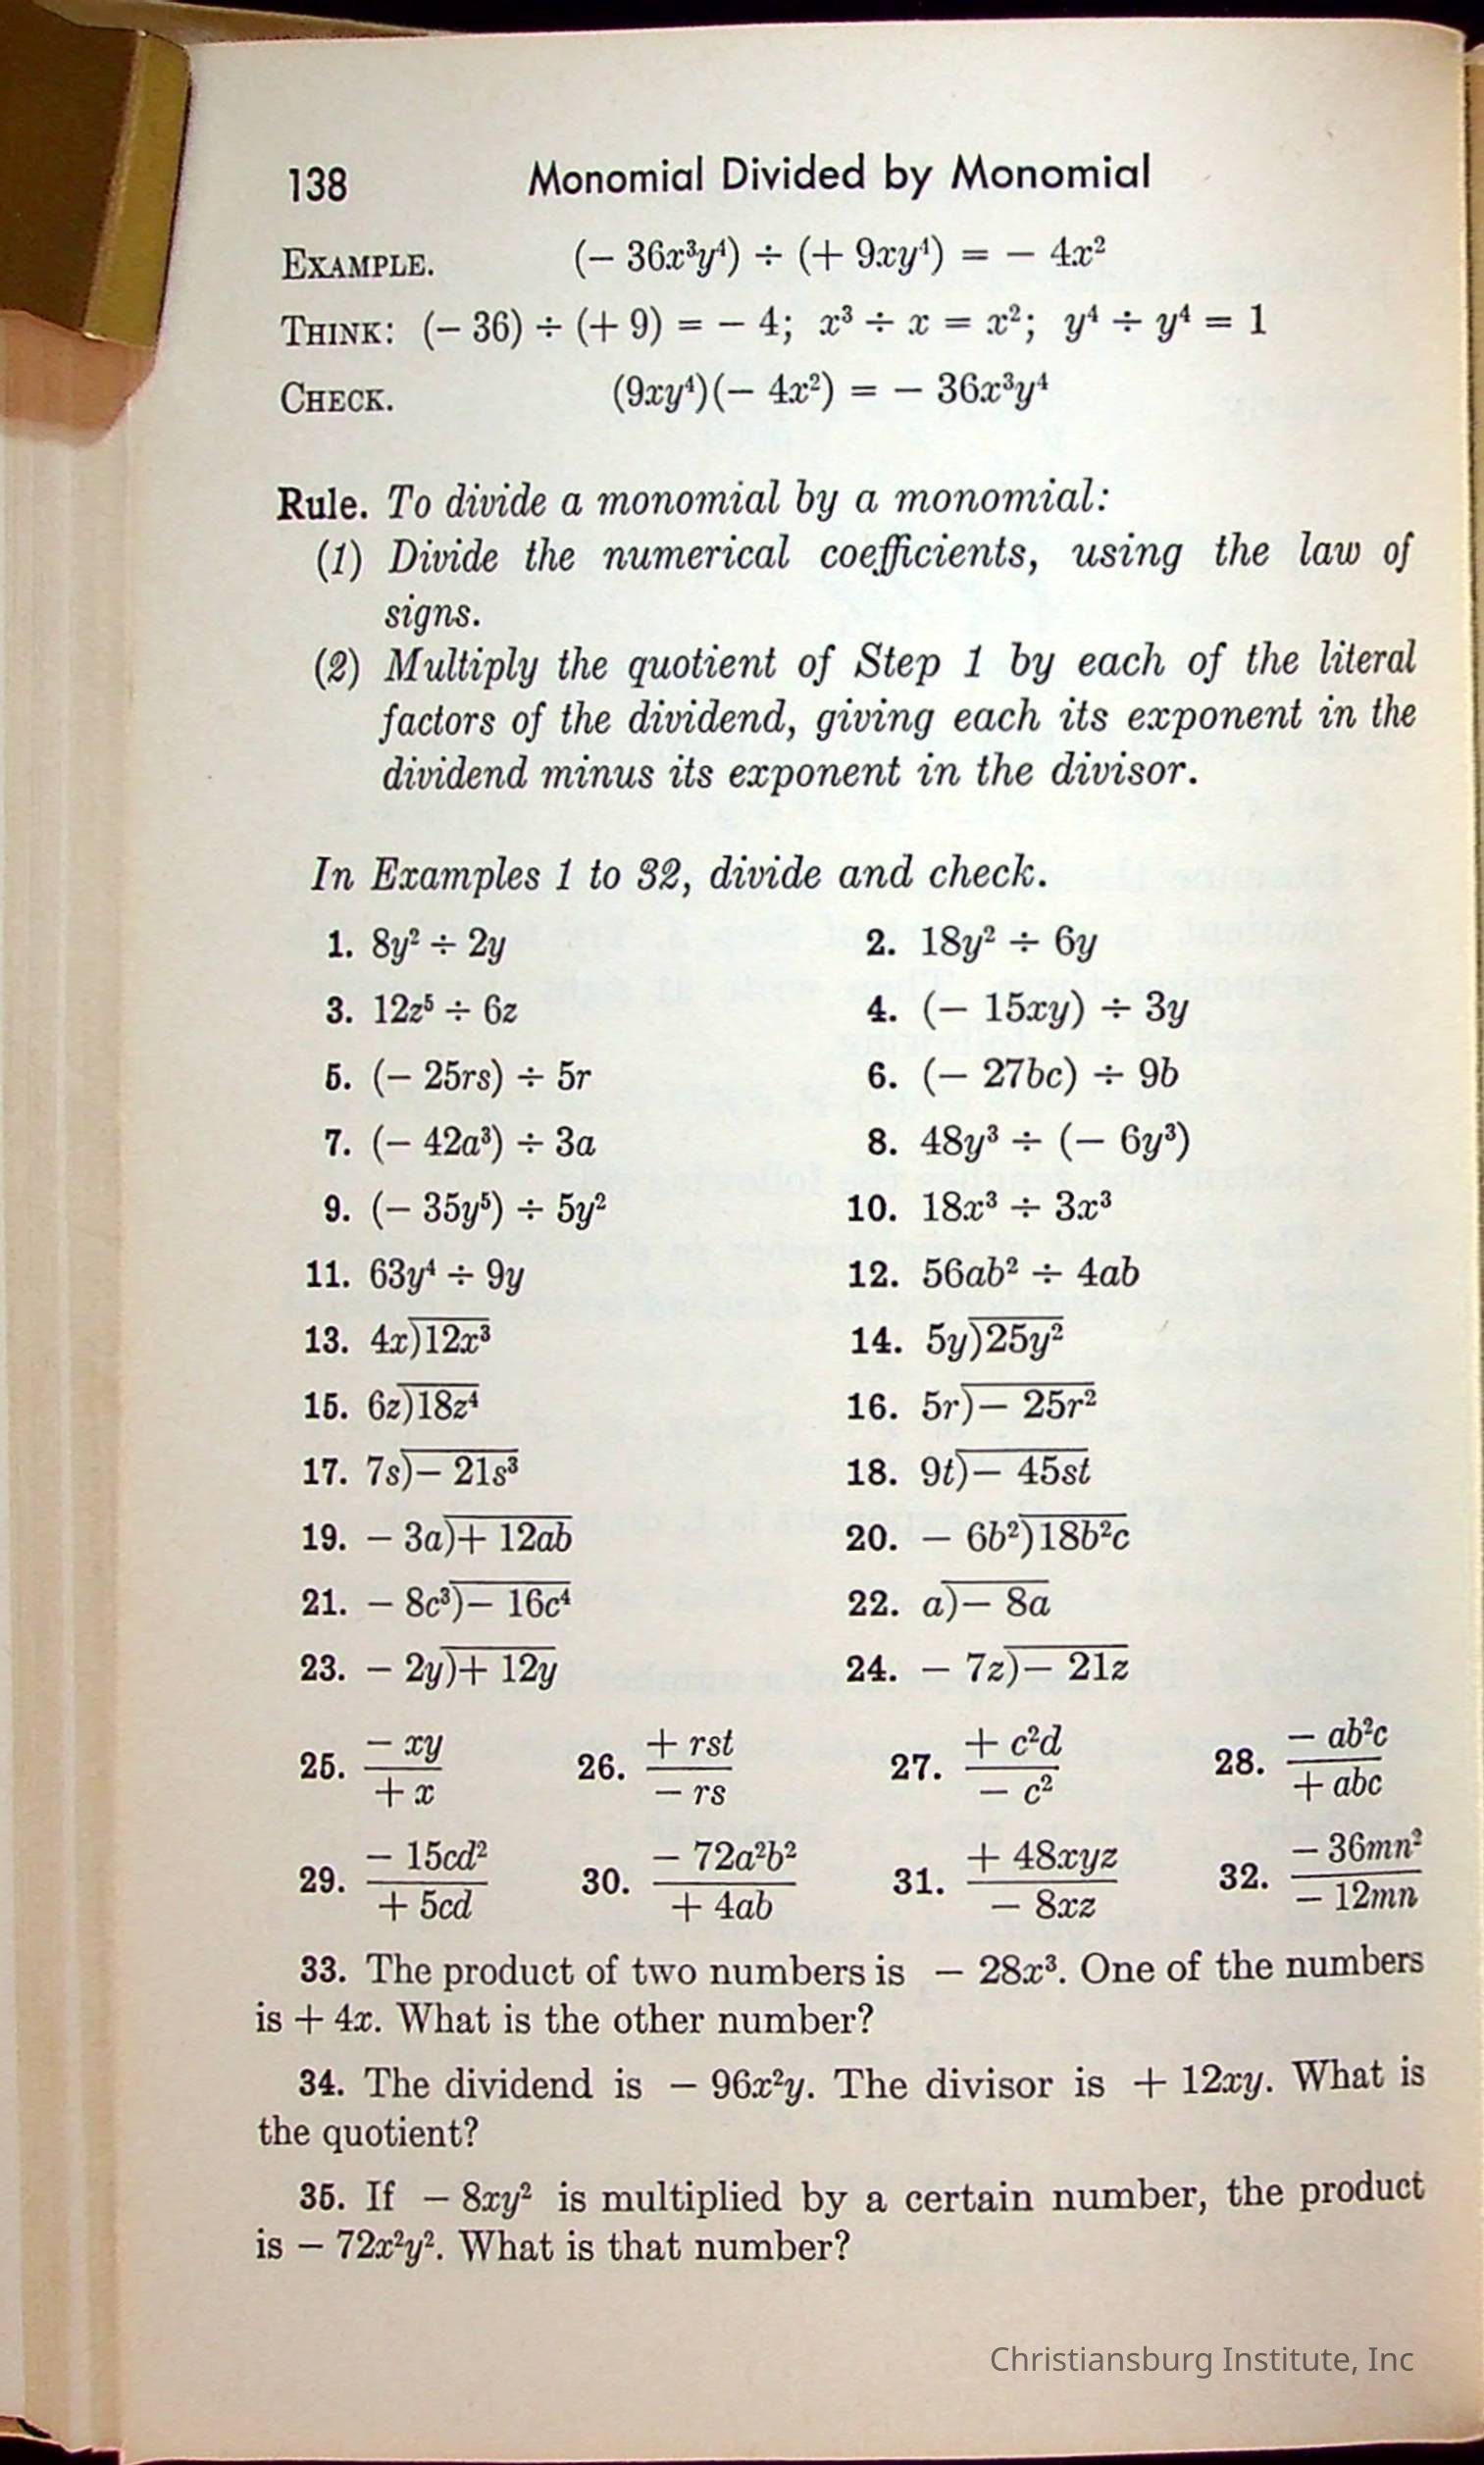 138 Monomial Divided by Monomial
EXAMPLE. (– 36x³y⁴) ÷ (+ 9xy⁴) = – 4x²
THINK: (– 36) ÷ (+ 9) = – 4; x³ ÷ x = x²; y⁴ ÷ y⁴ = 1
CHECK. (9xy⁴)(– 4x²) = – 36x³y⁴
Rule. To divide a monomial by a monomial:
(1) Divide the numerical coefficients, using the law of
signs.
(2) Multiply the quotient of Step 1 by each of the literal
factors of the dividend, giving each its exponent in the
dividend minus its exponent in the divisor.
In Examples 1 to 32, divide and check.
1. 8y² ÷ 2y 2. 18y² ÷ 6y
3. 12z⁵ ÷ 6z 4. (– 15xy) ÷ 3y
5. (– 25rs) ÷ 5r 6. (– 27bc) ÷ 9b
7. (– 42a³) ÷ 3a 8. 48y³ ÷ (– 6y³)
9. (– 35y⁵) ÷ 5y² 10. 18x³ ÷ 3x³
11. 63y⁴ ÷ 9y 12. 56ab² ÷ 4ab
13. 4x)12x³ 14. 5y)25y²
15. 6z)18z⁴ 16. 5r)– 25r²
17. 7s)– 21s³ 18. 9t)– 45st
19. – 3a)+ 12ab 20. – 6b²)18b²c
21. – 8c³)– 16c⁴ 22. a)– 8a
23. – 2y)+ 12y 24. – 7z)– 21z
25. – xy / + x 26. + rst / – rs 27. + c²d / – c² 28. – ab²c / + abc
29. – 15cd² / + 5cd 30. – 72a²b² / + 4ab 31. + 48xyz / – 8xz 32. – 36mn² / – 12mn
33. The product of two numbers is – 28x³. One of the numbers
is + 4x. What is the other number?
34. The dividend is – 96x²y. The divisor is + 12xy. What is
the quotient?
35. If – 8xy² is multiplied by a certain number, the product
is – 72x²y². What is that number?
Christiansburg Institute, Inc